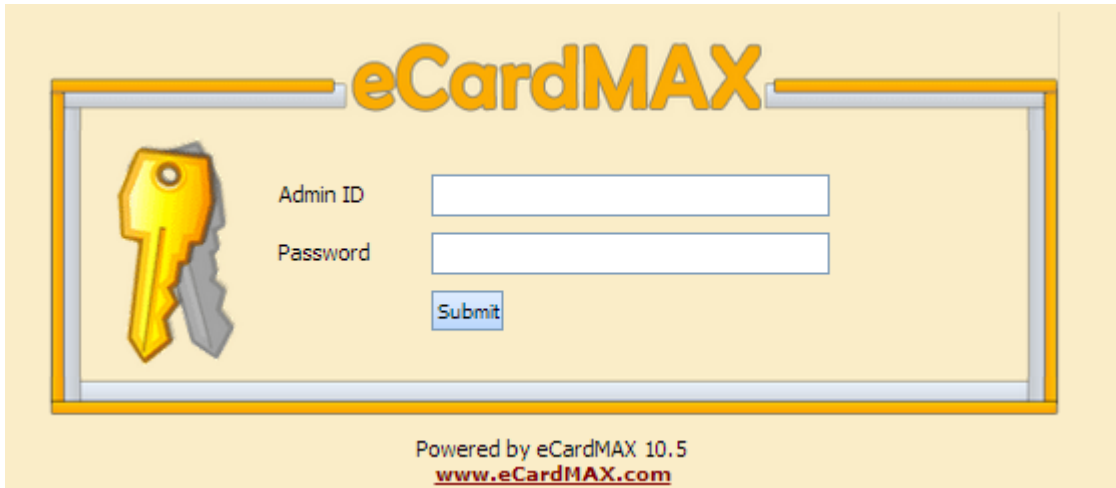 eCardMAX
Admin ID
Password
Submit
Powered by eCardMAX 10.5
www.eCardMAX.com